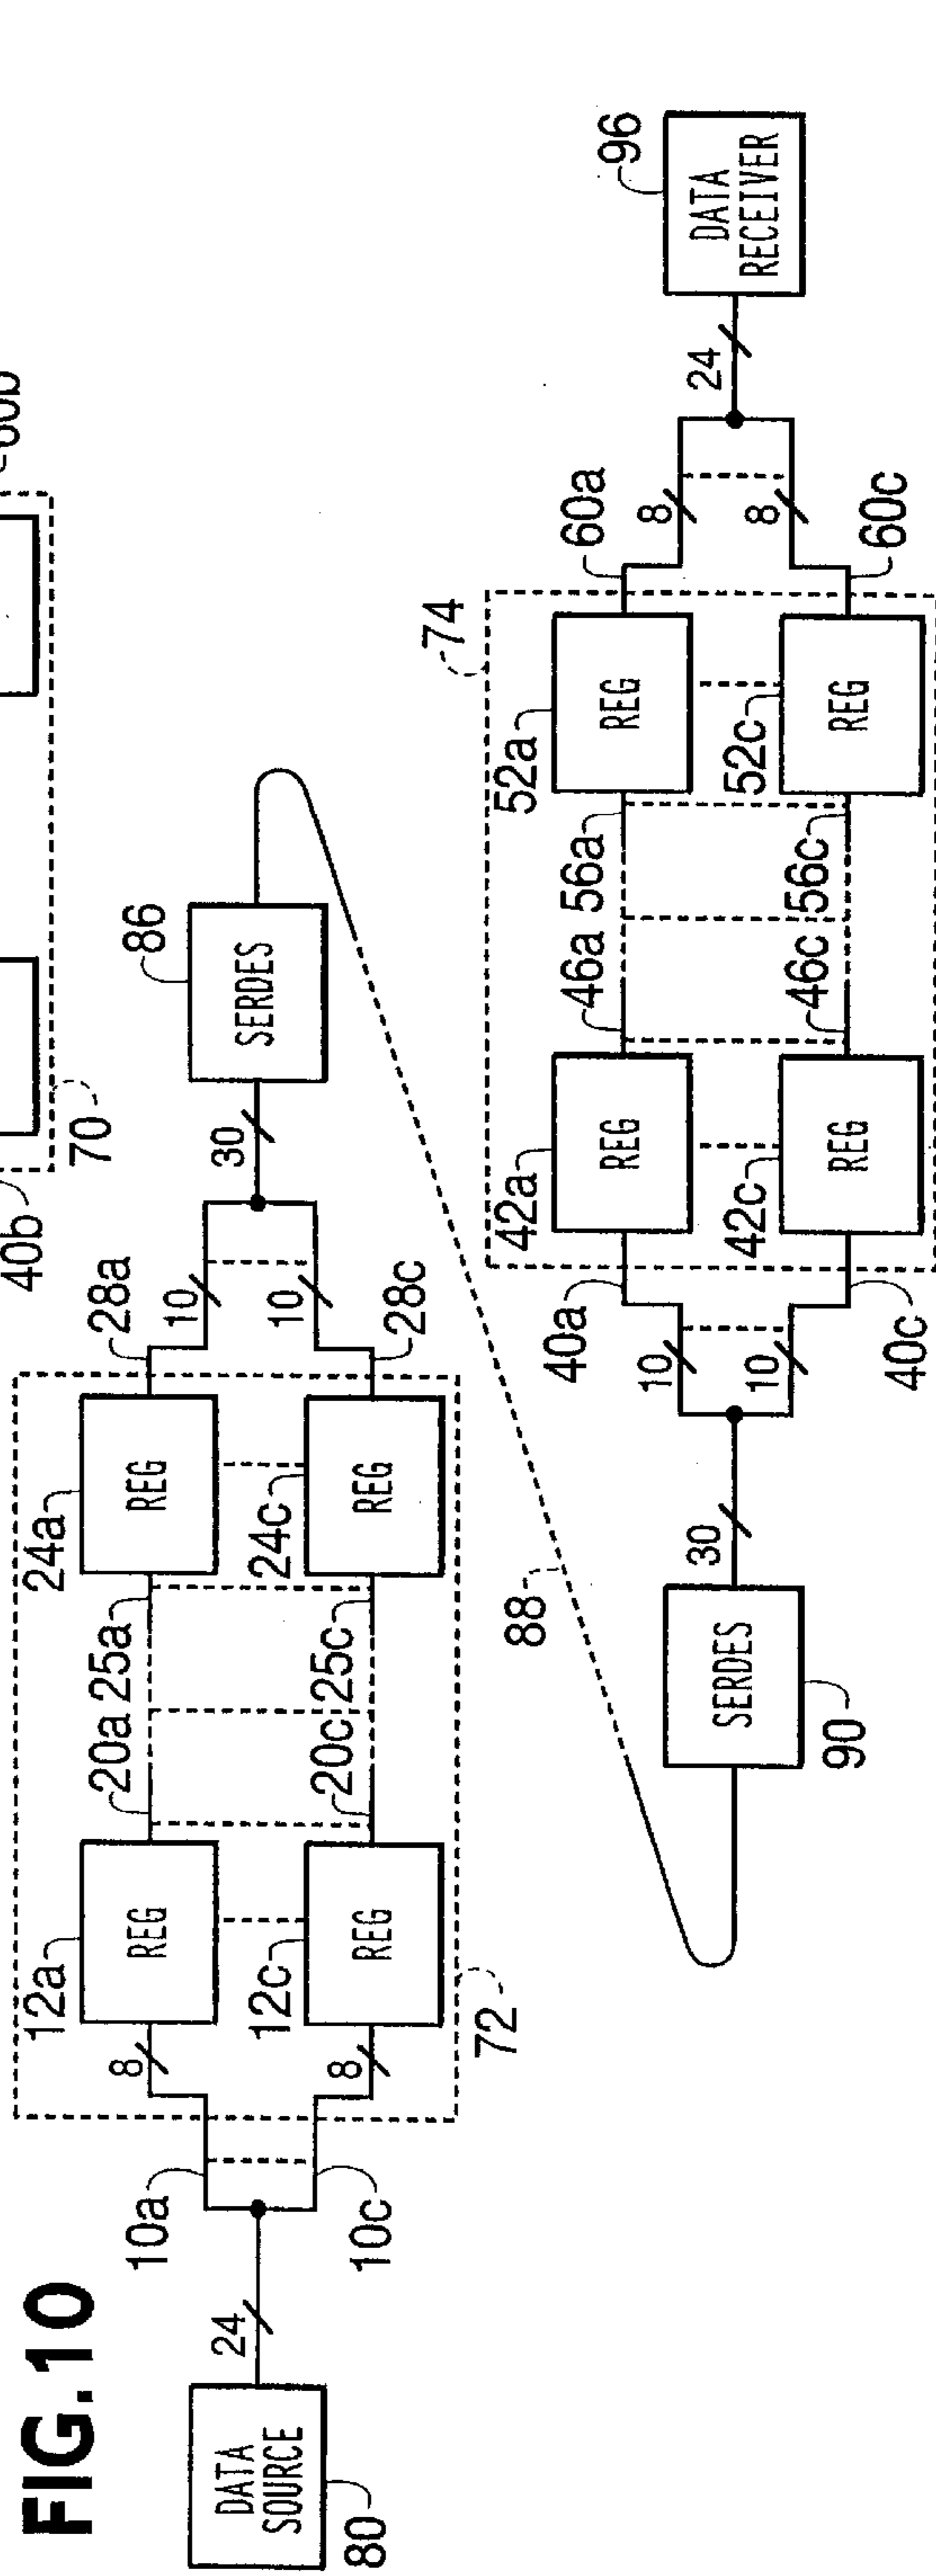 FIG.10
DATA
SOURCE
80
24
10a
10c
8
8
12a
REG
12c
REG
72
20a
25a
20c
25c
24a
REG
24c
REG
28a
28c
10
10
30
86
SERDES
88
90
SERDES
30
10
10
40a
40c
42a
REG
42c
REG
46a
56a
46c
56c
52a
REG
52c
REG
74
60a
60c
8
8
24
96
DATA
RECEIVER
40b
70